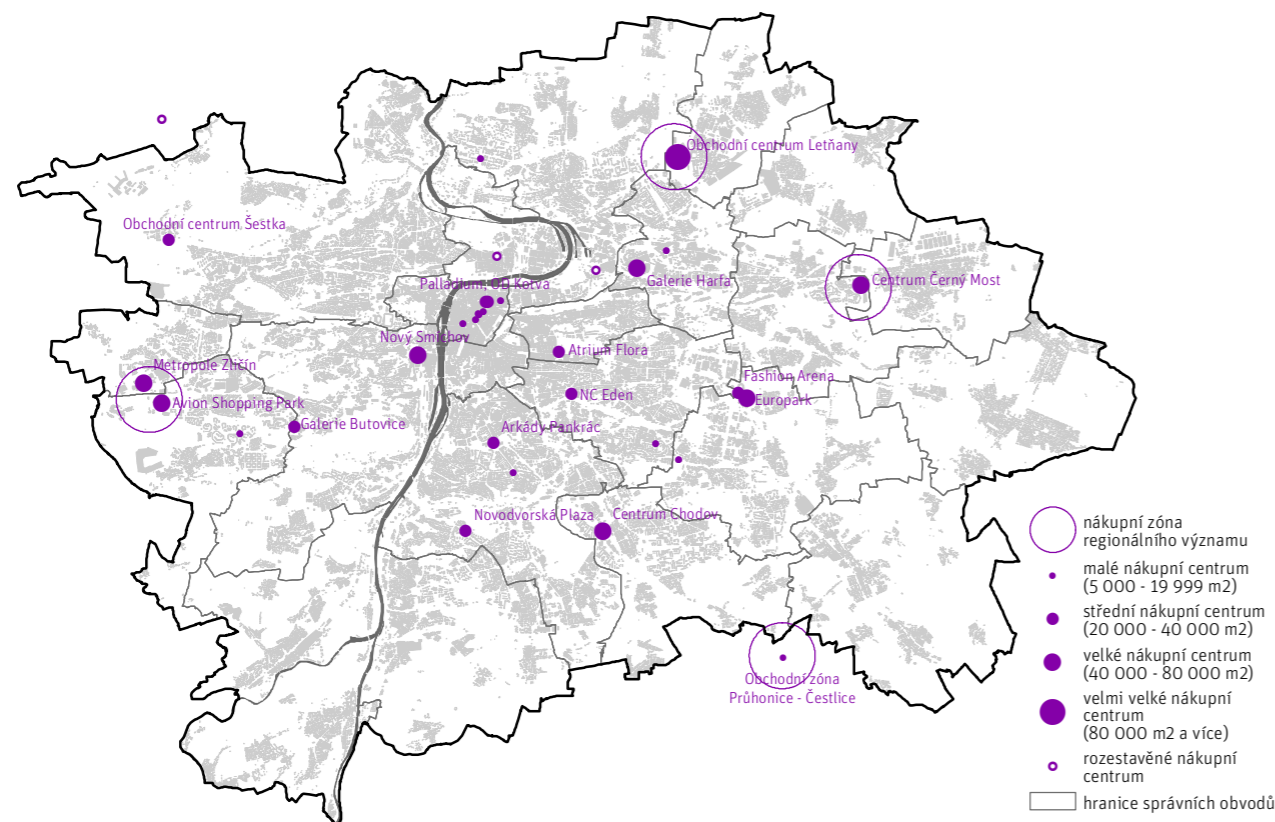 Obchodní centrum Letňany
Obchodní centrum Šestka
Galerie Harfa
Centrum Černý Most
Palladium, OD Kotva
Nový Smíchov
Atrium Flora
Metropole Zličín
Avion Shopping Park
NC Eden
Fashion Arena
Europark
Galerie Butovice
Arkády Pankrác
Novodvorská Plaza
Centrum Chodov
Obchodní zóna
Průhonice - Čestlice
nákupní zóna
regionálního významu
malé nákupní centrum
(5 000 - 19 999 m2)
střední nákupní centrum
(20 000 - 40 000 m2)
velké nákupní centrum
(40 000 - 80 000 m2)
velmi velké nákupní
centrum
(80 000 m2 a více)
rozestavěné nákupní
centrum
hranice správních obvodů